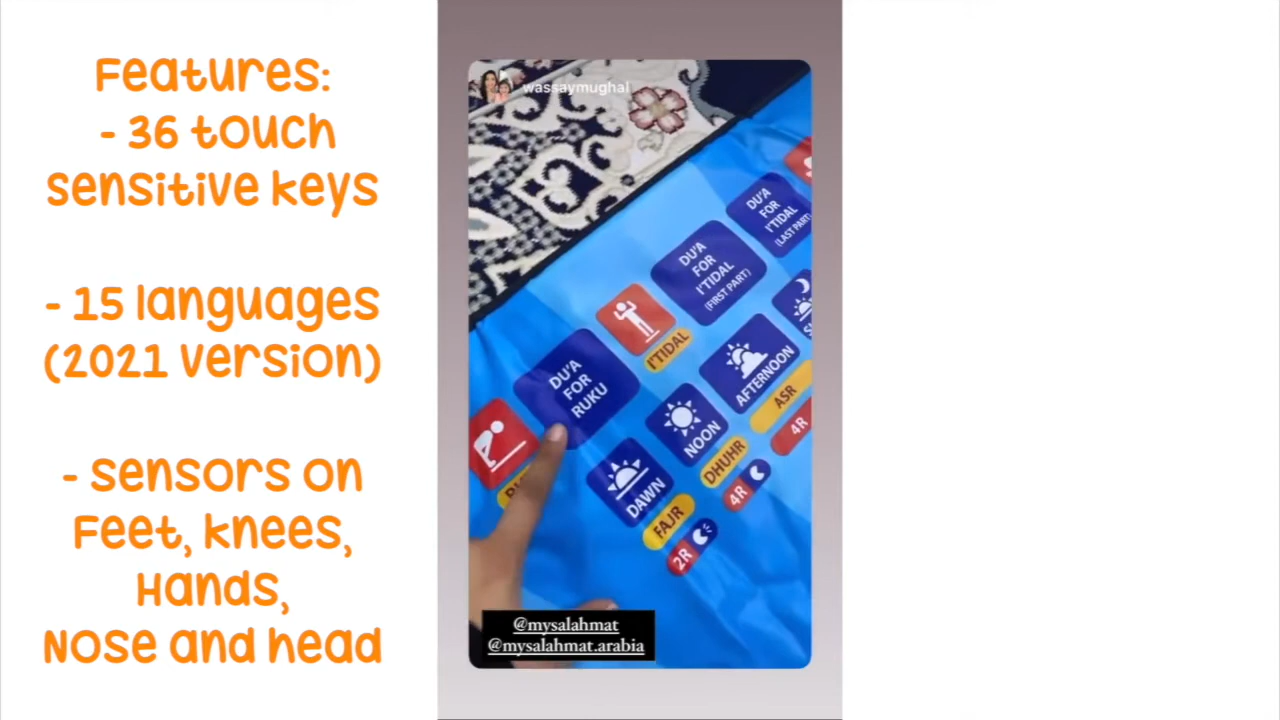 Features:
- 36 touch
sensitive keys
- 15 languages
(2021 version)
- sensors on
Feet, knees,
Hands,
Nose and head
wassaymughal
DU'A
FOR
I'TIDAL
(LAST PART)
DU'A
FOR
I'TIDAL
(FIRST PART)
I'TIDAL
DU'A
FOR
RUKU
AFTERNOON
ASR
4R
NOON
DHUHR
4R
DAWN
FAJR
2R
@mysalahmat
@mysalahmat.arabia